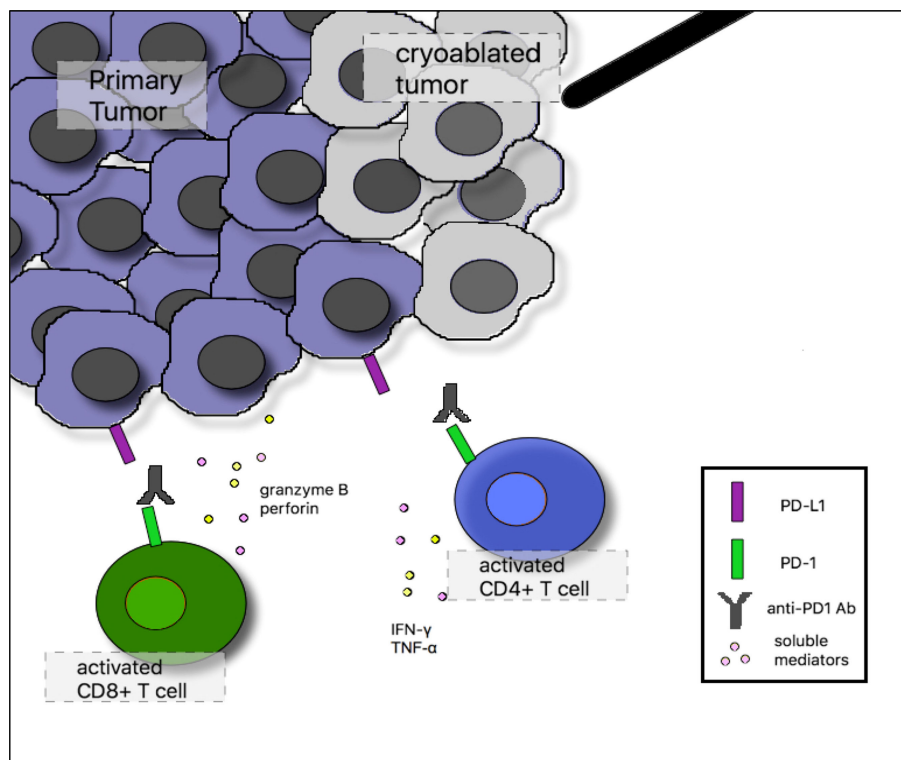 Primary
Tumor
cryoablated
tumor
granzyme B
perforin
activated
CD4+ T cell
IFN-γ
TNF-α
activated
CD8+ T cell
PD-L1
PD-1
anti-PD1 Ab
soluble
mediators